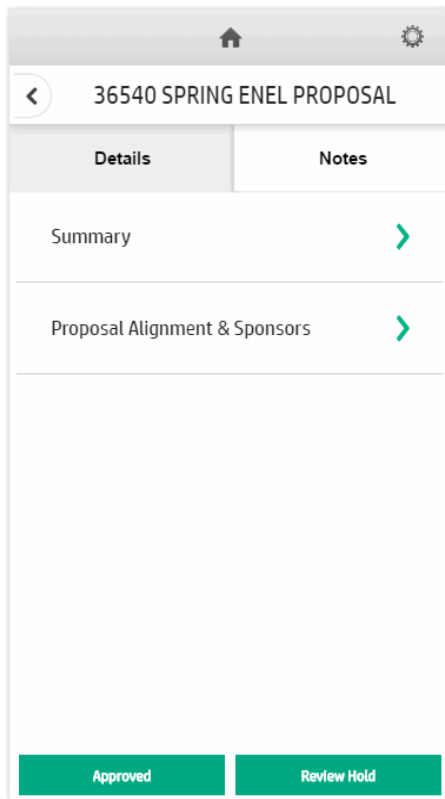 36540 SPRING ENEL PROPOSAL
Details Notes
Summary
Proposal Alignment & Sponsors
Approved Review Hold